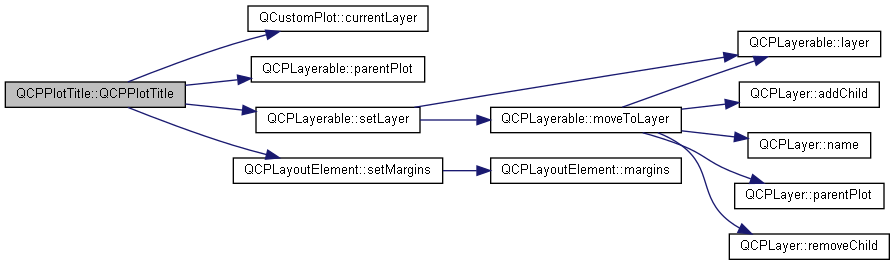 QCPPlotTitle::QCPPlotTitle
QCustomPlot::currentLayer
QCPLayerable::parentPlot
QCPLayerable::setLayer
QCPLayoutElement::setMargins
QCPLayerable::moveToLayer
QCPLayoutElement::margins
QCPLayerable::layer
QCPLayer::addChild
QCPLayer::name
QCPLayer::parentPlot
QCPLayer::removeChild